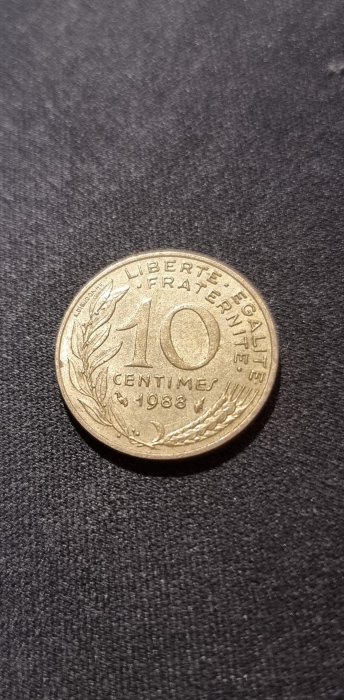 LIBERTE · EGALITE
· FRATERNITE ·
10
CENTIMES
1988